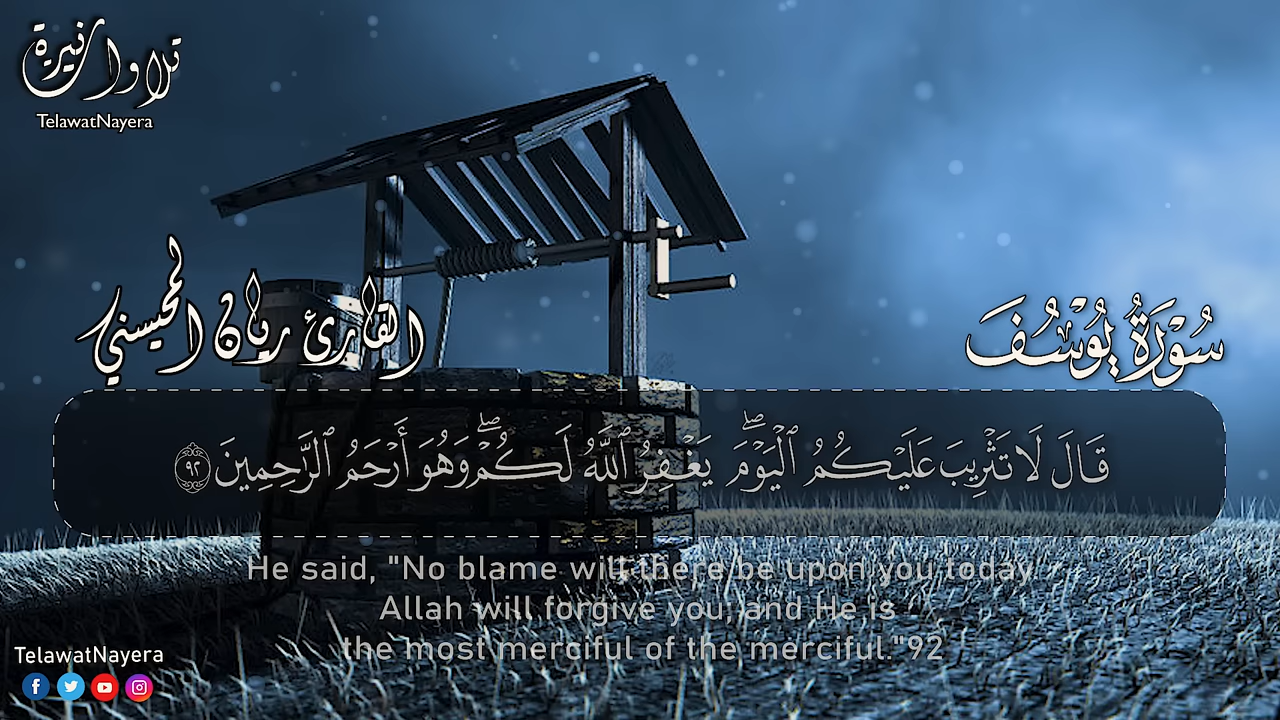 تلاوات نيرة
TelawatNayera
القارئ ريان المحيسني
سُورَةُ يُوسُفَ
قَالَ لَا تَثْرِيبَ عَلَيْكُمُ ٱلْيَوْمَ ۖ يَغْفِرُ ٱللَّهُ لَكُمْ ۖ وَهُوَ أَرْحَمُ ٱلرَّٰحِمِينَ ٩٢
He said, "No blame will there be upon you today.
Allah will forgive you; and He is
the most merciful of the merciful."92
TelawatNayera